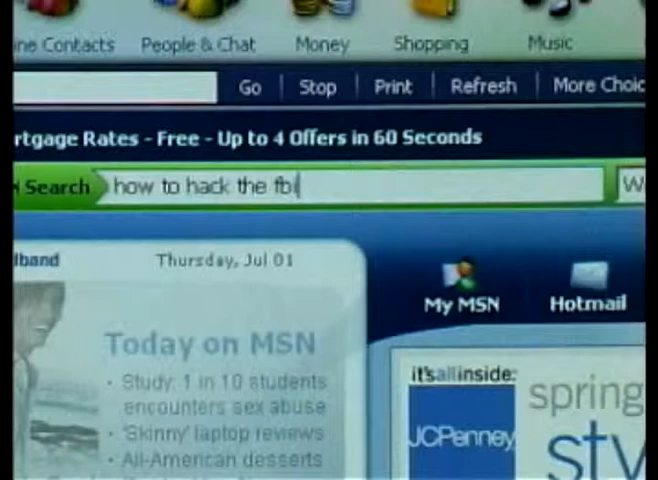 ne Contacts People & Chat Money Shopping Music
Go Stop Print Refresh More Choic
rtgage Rates - Free - Up to 4 Offers in 60 Seconds
Search how to hack the fbi W
lband Thursday, Jul 01
My MSN Hotmail
Today on MSN
• Study: 1 in 10 students
encounters sex abuse
• 'Skinny' laptop reviews
• All-American desserts
it'sallinside:
JCPenney
spring
sty